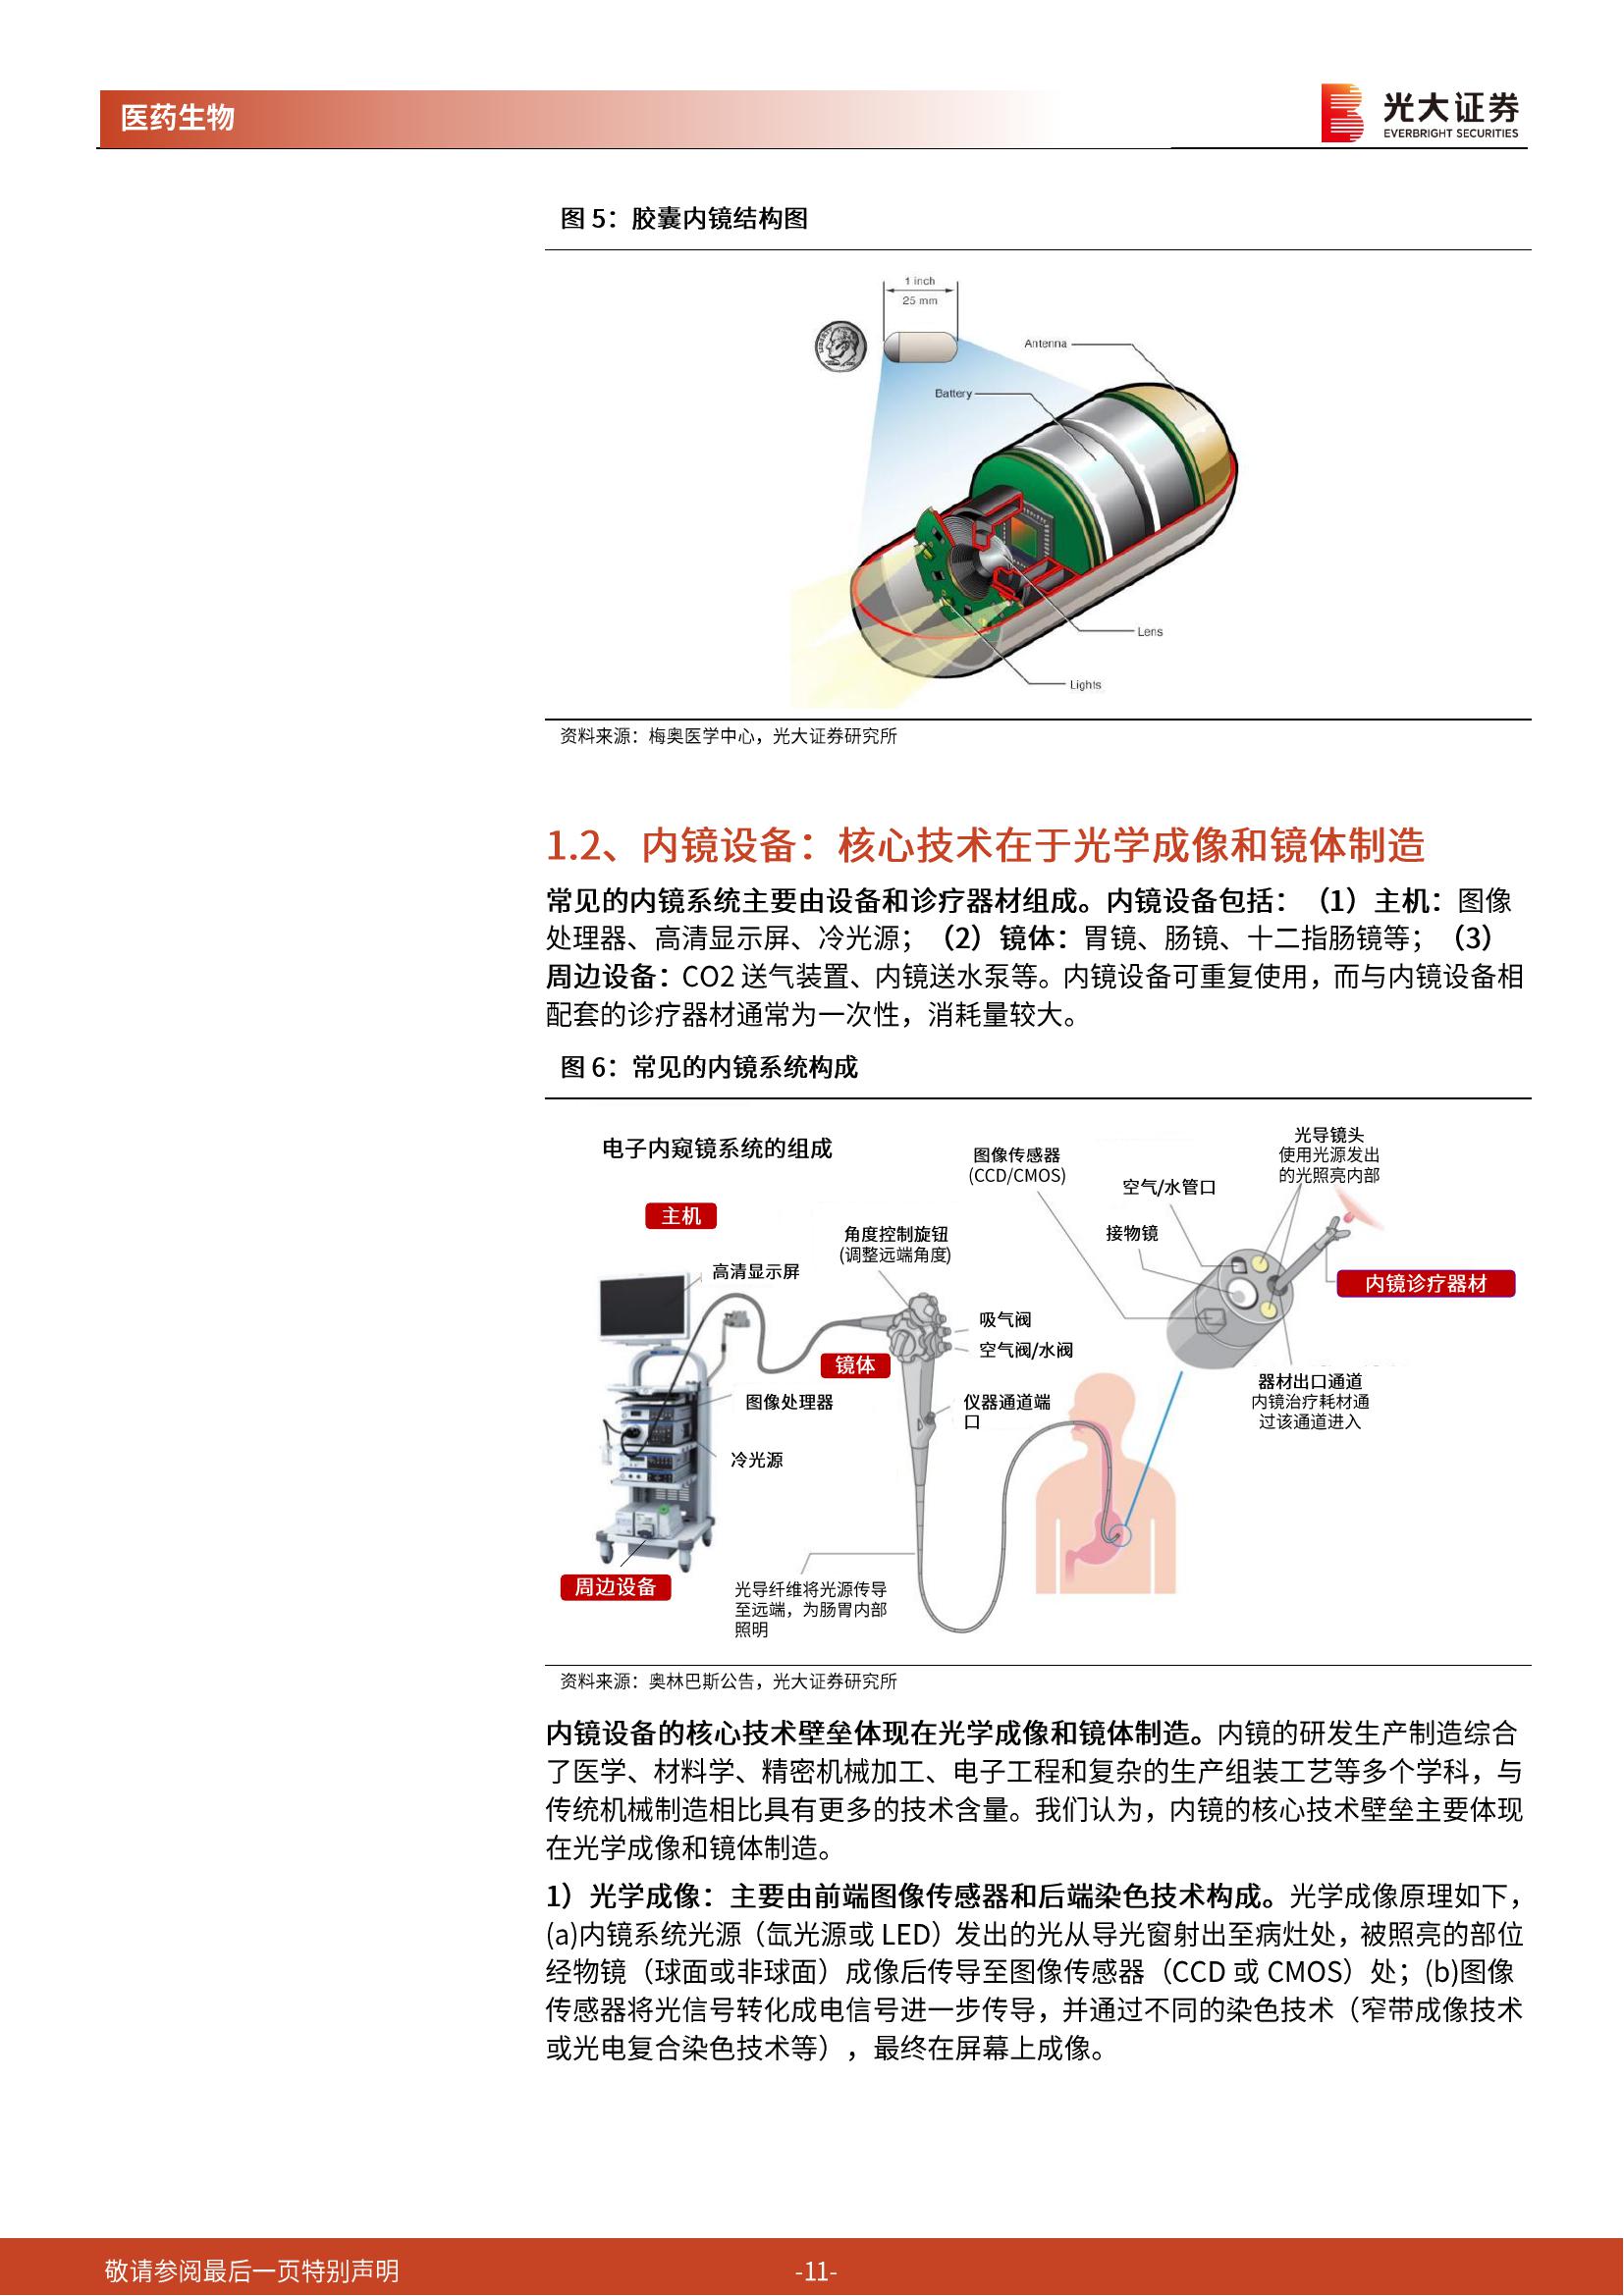 医药生物
光大证券
EVERBRIGHT SECURITIES
图 5：胶囊内镜结构图
1 inch
25 mm
Antenna
Battery
Lens
Lights
资料来源：梅奥医学中心，光大证券研究所
1.2、内镜设备：核心技术在于光学成像和镜体制造
常见的内镜系统主要由设备和诊疗器材组成。内镜设备包括：（1）主机：图像
处理器、高清显示屏、冷光源；（2）镜体：胃镜、肠镜、十二指肠镜等；（3）
周边设备：CO2 送气装置、内镜送水泵等。内镜设备可重复使用，而与内镜设备相
配套的诊疗器材通常为一次性，消耗量较大。
图 6：常见的内镜系统构成
电子内窥镜系统的组成
主机
高清显示屏
图像处理器
冷光源
周边设备
角度控制旋钮
(调整远端角度)
吸气阀
空气阀/水阀
镜体
仪器通道端
口
光导纤维将光源传导
至远端，为肠胃内部
照明
图像传感器
(CCD/CMOS)
空气/水管口
接物镜
光导镜头
使用光源发出
的光照亮内部
内镜诊疗器材
器材出口通道
内镜治疗耗材通
过该通道进入
资料来源：奥林巴斯公告，光大证券研究所
内镜设备的核心技术壁垒体现在光学成像和镜体制造。内镜的研发生产制造综合
了医学、材料学、精密机械加工、电子工程和复杂的生产组装工艺等多个学科，与
传统机械制造相比具有更多的技术含量。我们认为，内镜的核心技术壁垒主要体现
在光学成像和镜体制造。
1）光学成像：主要由前端图像传感器和后端染色技术构成。光学成像原理如下，
(a)内镜系统光源（氙光源或 LED）发出的光从导光窗射出至病灶处，被照亮的部位
经物镜（球面或非球面）成像后传导至图像传感器（CCD 或 CMOS）处；(b)图像
传感器将光信号转化成电信号进一步传导，并通过不同的染色技术（窄带成像技术
或光电复合染色技术等），最终在屏幕上成像。
敬请参阅最后一页特别声明
-11-